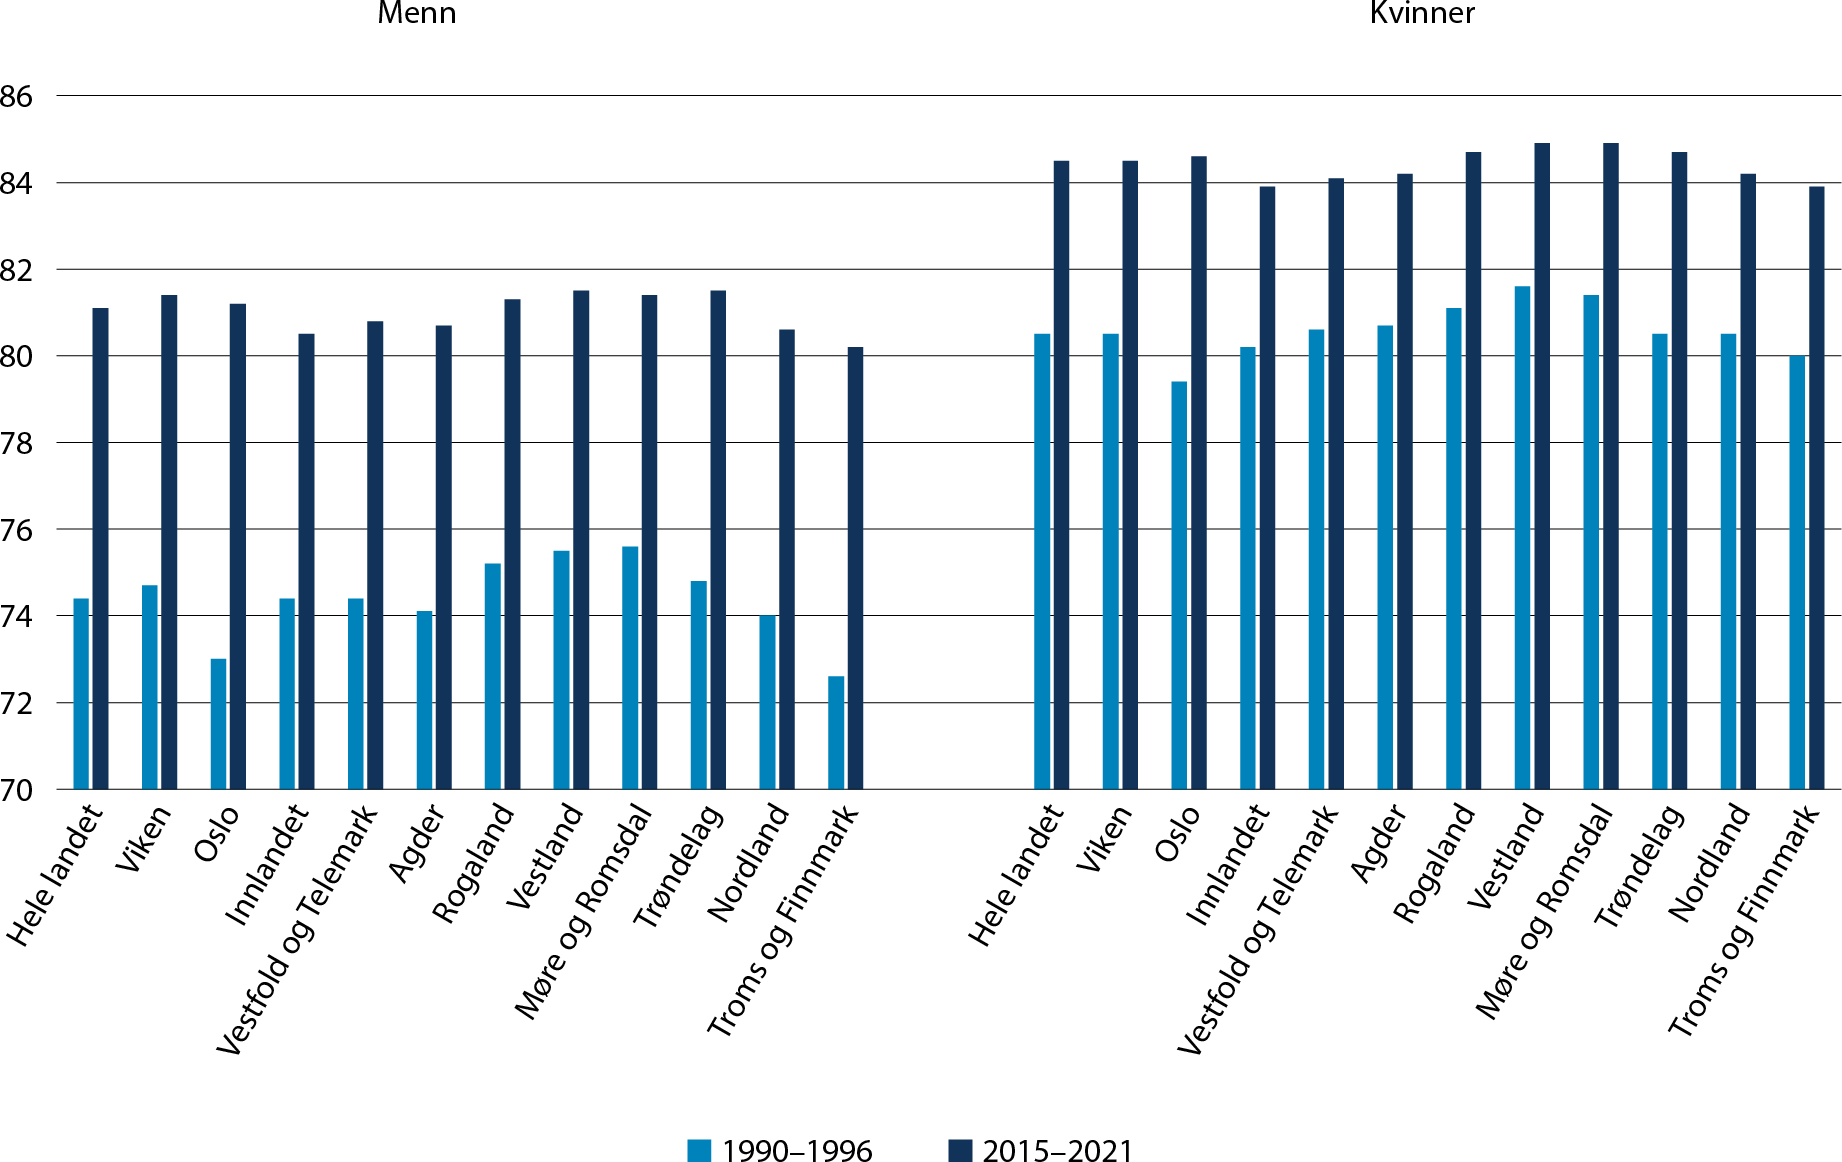 Menn
Kvinner
86
84
82
80
78
76
74
72
70
Hele landet
Viken
Oslo
Innlandet
Vestfold og Telemark
Agder
Rogaland
Vestland
Møre og Romsdal
Trøndelag
Nordland
Troms og Finnmark
Hele landet
Viken
Oslo
Innlandet
Vestfold og Telemark
Agder
Rogaland
Vestland
Møre og Romsdal
Trøndelag
Nordland
Troms og Finnmark
1990–1996
2015–2021